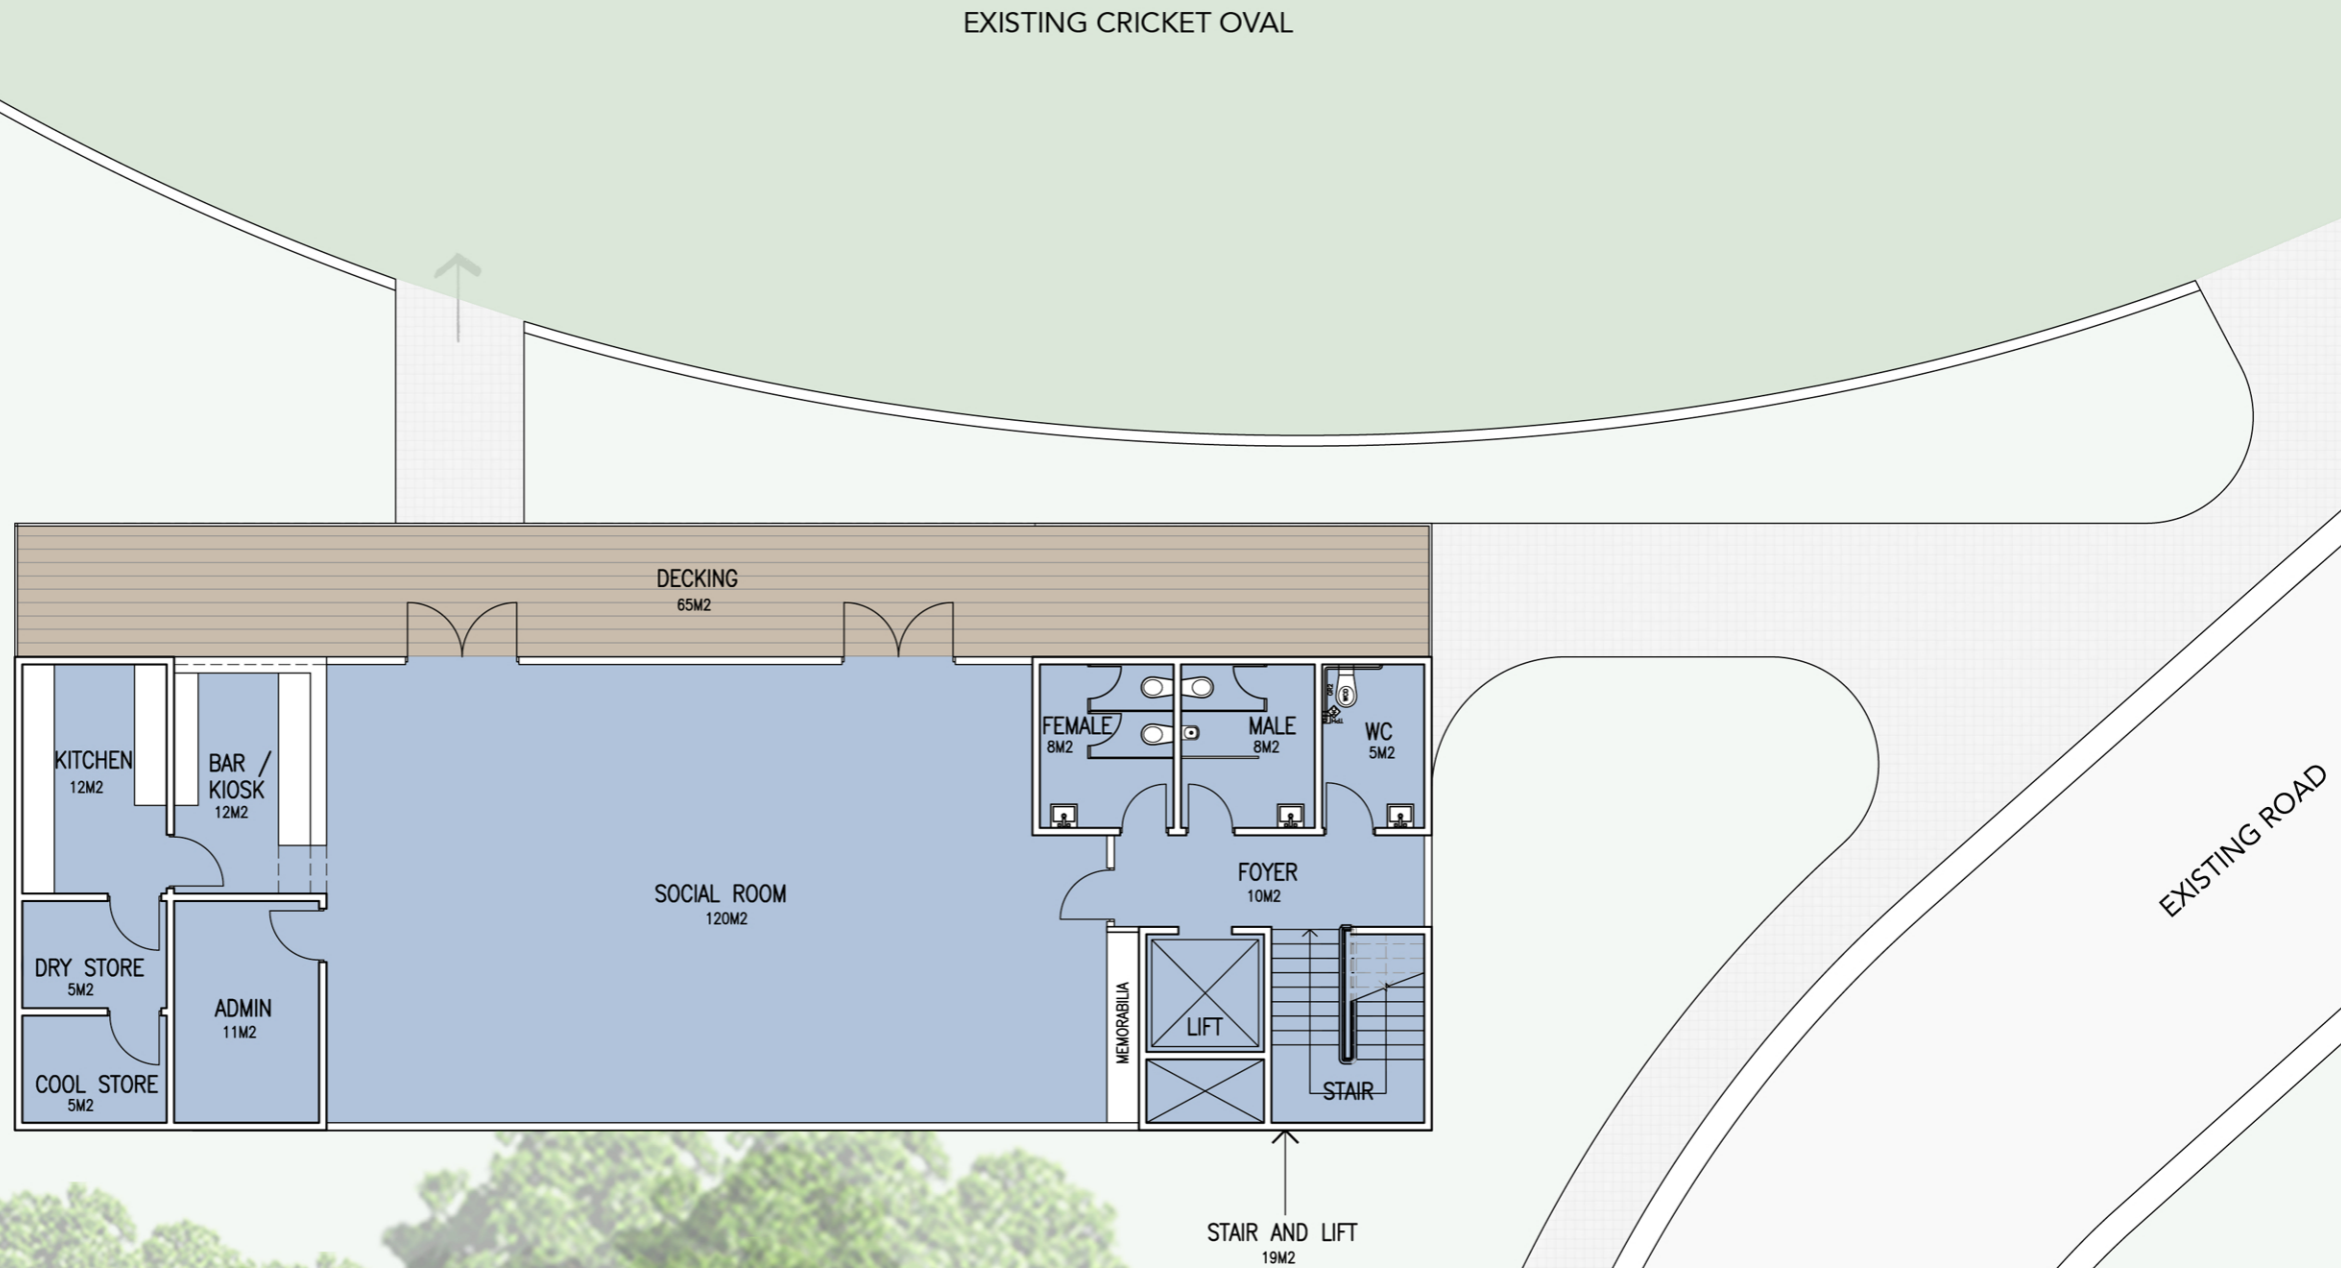 EXISTING CRICKET OVAL
DECKING
65M2
KITCHEN
12M2
BAR /
KIOSK
12M2
FEMALE
8M2
MALE
8M2
WC
5M2
SOCIAL ROOM
120M2
FOYER
10M2
DRY STORE
5M2
ADMIN
11M2
COOL STORE
5M2
MEMORABILIA
LIFT
STAIR
STAIR AND LIFT
19M2
EXISTING ROAD